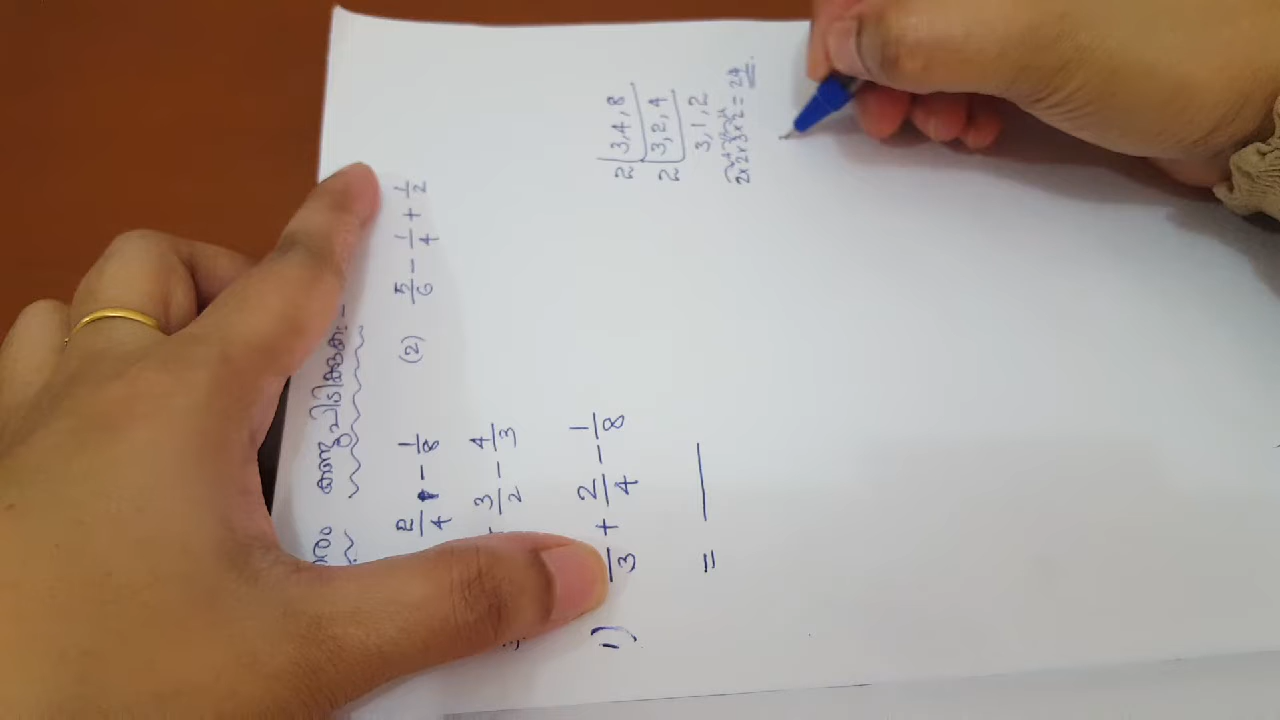 കണ്ടുപിടിക്കുക:-
2/4 - 1/8 (2) 5/6 - 1/4 + 1/2
3/2 - 4/3
1) /3 + 2/4 - 1/8
=
2 | 3, 4, 8
2 | 3, 2, 4
3, 1, 2
2×2×3×2 = 24